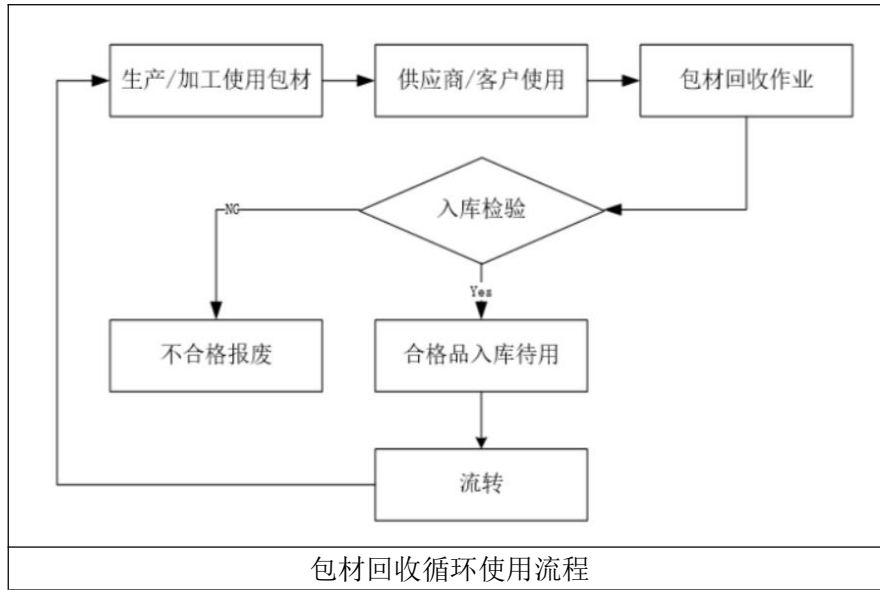 生产/加工使用包材
供应商/客户使用
包材回收作业
入库检验
NG
Yes
不合格报废
合格品入库待用
流转
包材回收循环使用流程